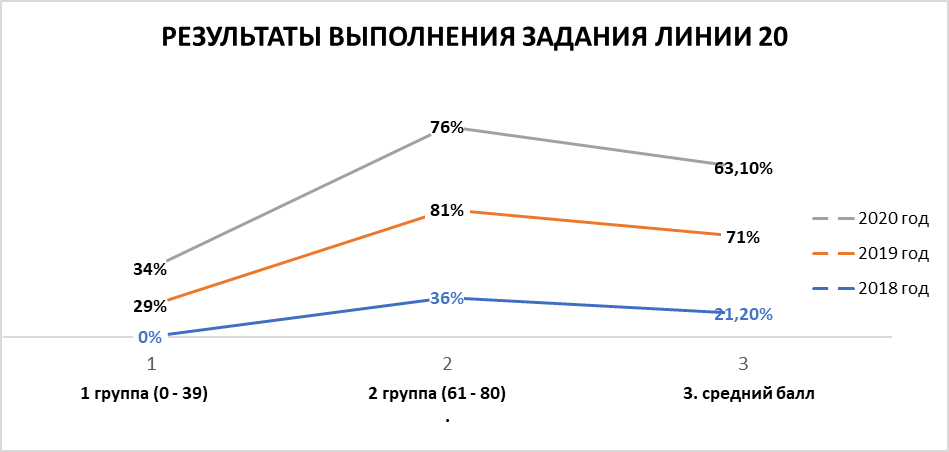 РЕЗУЛЬТАТЫ ВЫПОЛНЕНИЯ ЗАДАНИЯ ЛИНИИ 20
76%
63,10%
81%
71%
34%
29%
36%
21,20%
0%
2020 год
2019 год
2018 год
1 2 3
1 группа (0 - 39) 2 группа (61 - 80) 3. средний балл
.